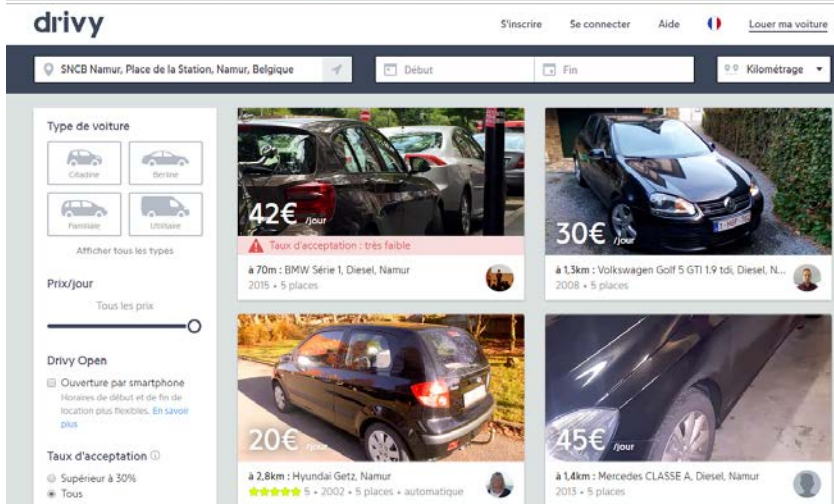 drivy
S'inscrire Se connecter Aide Louer ma voiture
SNCB Namur, Place de la Station, Namur, Belgique
Début
Fin
Kilométrage
Type de voiture
Citadine Berline
Familiale Utilitaire
Afficher tous les types
Prix/jour
Tous les prix
Drivy Open
Ouverture par smartphone
Horaires de début et de fin de
location plus flexibles. En savoir
plus
Taux d'acceptation
Supérieur à 30%
Tous
42€ /jour
Taux d'acceptation : très faible
à 70m : BMW Série 1, Diesel, Namur
2015 • 5 places
30€ /jour
à 1,3km : Volkswagen Golf 5 GTI 1.9 tdi, Diesel, N...
2008 • 5 places
20€ /jour
à 2,8km : Hyundai Getz, Namur
5 • 2002 • 5 places • automatique
45€ /jour
à 1,4km : Mercedes CLASSE A, Diesel, Namur
2013 • 5 places